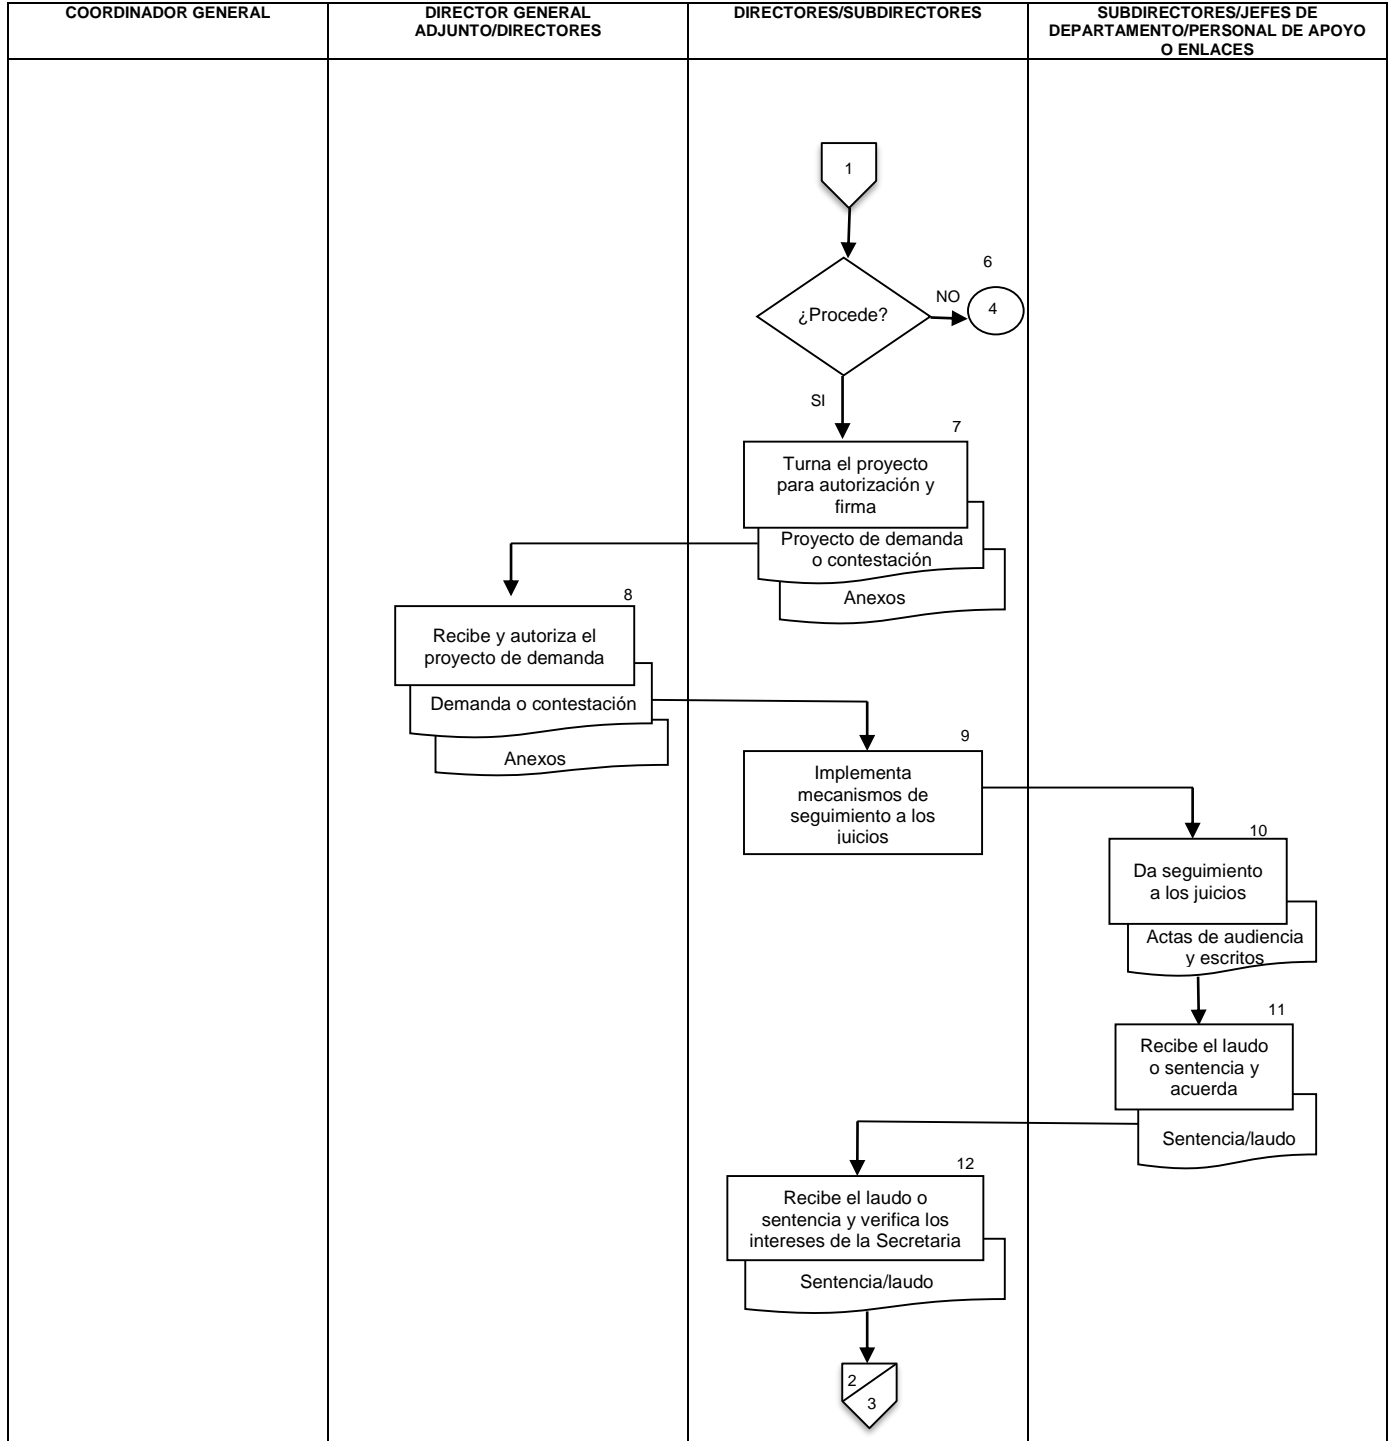 COORDINADOR GENERAL
DIRECTOR GENERAL
ADJUNTO/DIRECTORES
DIRECTORES/SUBDIRECTORES
SUBDIRECTORES/JEFES DE
DEPARTAMENTO/PERSONAL DE APOYO
O ENLACES
1
6
¿Procede?
NO
4
SI
7
Turna el proyecto
para autorización y
firma
Proyecto de demanda
o contestación
Anexos
8
Recibe y autoriza el
proyecto de demanda
Demanda o contestación
Anexos
9
Implementa
mecanismos de
seguimiento a los
juicios
10
Da seguimiento
a los juicios
Actas de audiencia
y escritos
11
Recibe el laudo
o sentencia y
acuerda
Sentencia/laudo
12
Recibe el laudo o
sentencia y verifica los
intereses de la Secretaria
Sentencia/laudo
2
3